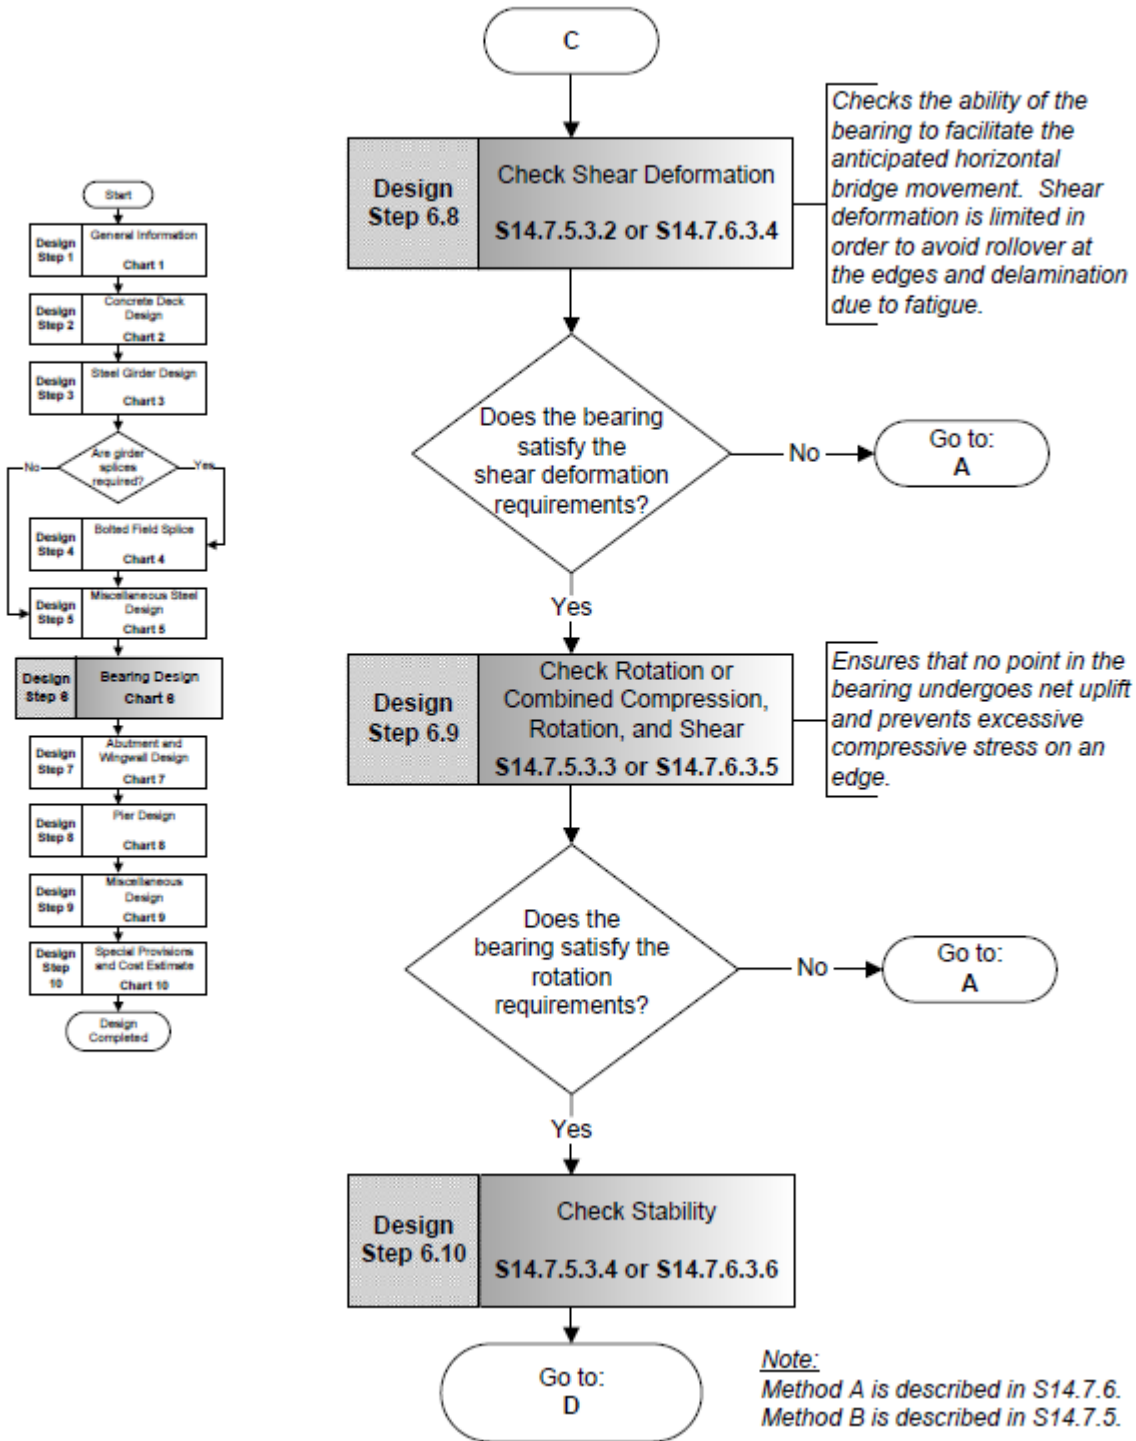 Start
Design
Step 1
General Information
Chart 1
Design
Step 2
Concrete Deck
Design
Chart 2
Design
Step 3
Steel Girder Design
Chart 3
Are girder
splices
required?
No
Yes
Design
Step 4
Bolted Field Splice
Chart 4
Design
Step 5
Miscellaneous Steel
Design
Chart 5
Design
Step 6
Bearing Design
Chart 6
Design
Step 7
Abutment and
Wingwall Design
Chart 7
Design
Step 8
Pier Design
Chart 8
Design
Step 9
Miscellaneous
Design
Chart 9
Design
Step
10
Special Provisions
and Cost Estimate
Chart 10
Design
Completed
C
Design
Step 6.8
Check Shear Deformation
S14.7.5.3.2 or S14.7.6.3.4
Checks the ability of the
bearing to facilitate the
anticipated horizontal
bridge movement. Shear
deformation is limited in
order to avoid rollover at
the edges and delamination
due to fatigue.
Does the bearing
satisfy the
shear deformation
requirements?
No
Go to:
A
Yes
Design
Step 6.9
Check Rotation or
Combined Compression,
Rotation, and Shear
S14.7.5.3.3 or S14.7.6.3.5
Ensures that no point in the
bearing undergoes net uplift
and prevents excessive
compressive stress on an
edge.
Does the
bearing satisfy the
rotation
requirements?
No
Go to:
A
Yes
Design
Step 6.10
Check Stability
S14.7.5.3.4 or S14.7.6.3.6
Go to:
D
Note:
Method A is described in S14.7.6.
Method B is described in S14.7.5.